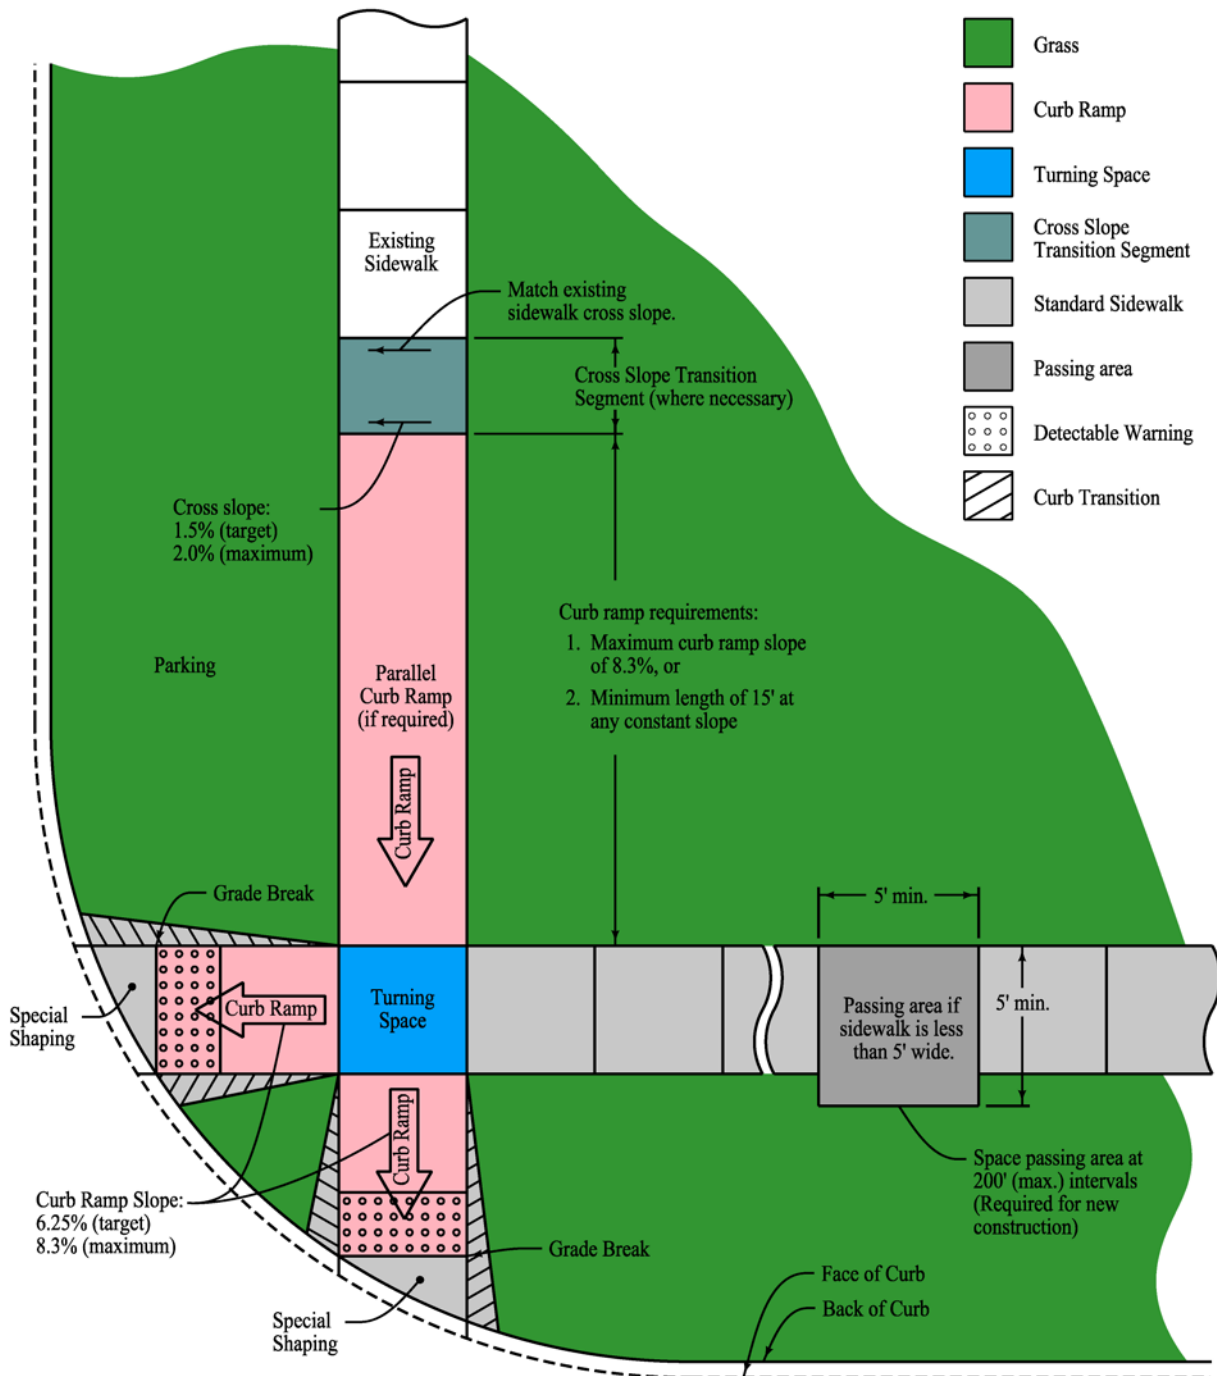 Grass
Curb Ramp
Turning Space
Cross Slope
Transition Segment
Standard Sidewalk
Passing area
Detectable Warning
Curb Transition
Existing
Sidewalk
Match existing
sidewalk cross slope.
Cross Slope Transition
Segment (where necessary)
Cross slope:
1.5% (target)
2.0% (maximum)
Curb ramp requirements:
1. Maximum curb ramp slope
of 8.3%, or
2. Minimum length of 15' at
any constant slope
Parking
Parallel
Curb Ramp
(if required)
Curb Ramp
Grade Break
5' min.
Special
Shaping
Curb Ramp
Turning
Space
Passing area if
sidewalk is less
than 5' wide.
5' min.
Curb Ramp
Curb Ramp Slope:
6.25% (target)
8.3% (maximum)
Space passing area at
200' (max.) intervals
(Required for new
construction)
Grade Break
Face of Curb
Back of Curb
Special
Shaping